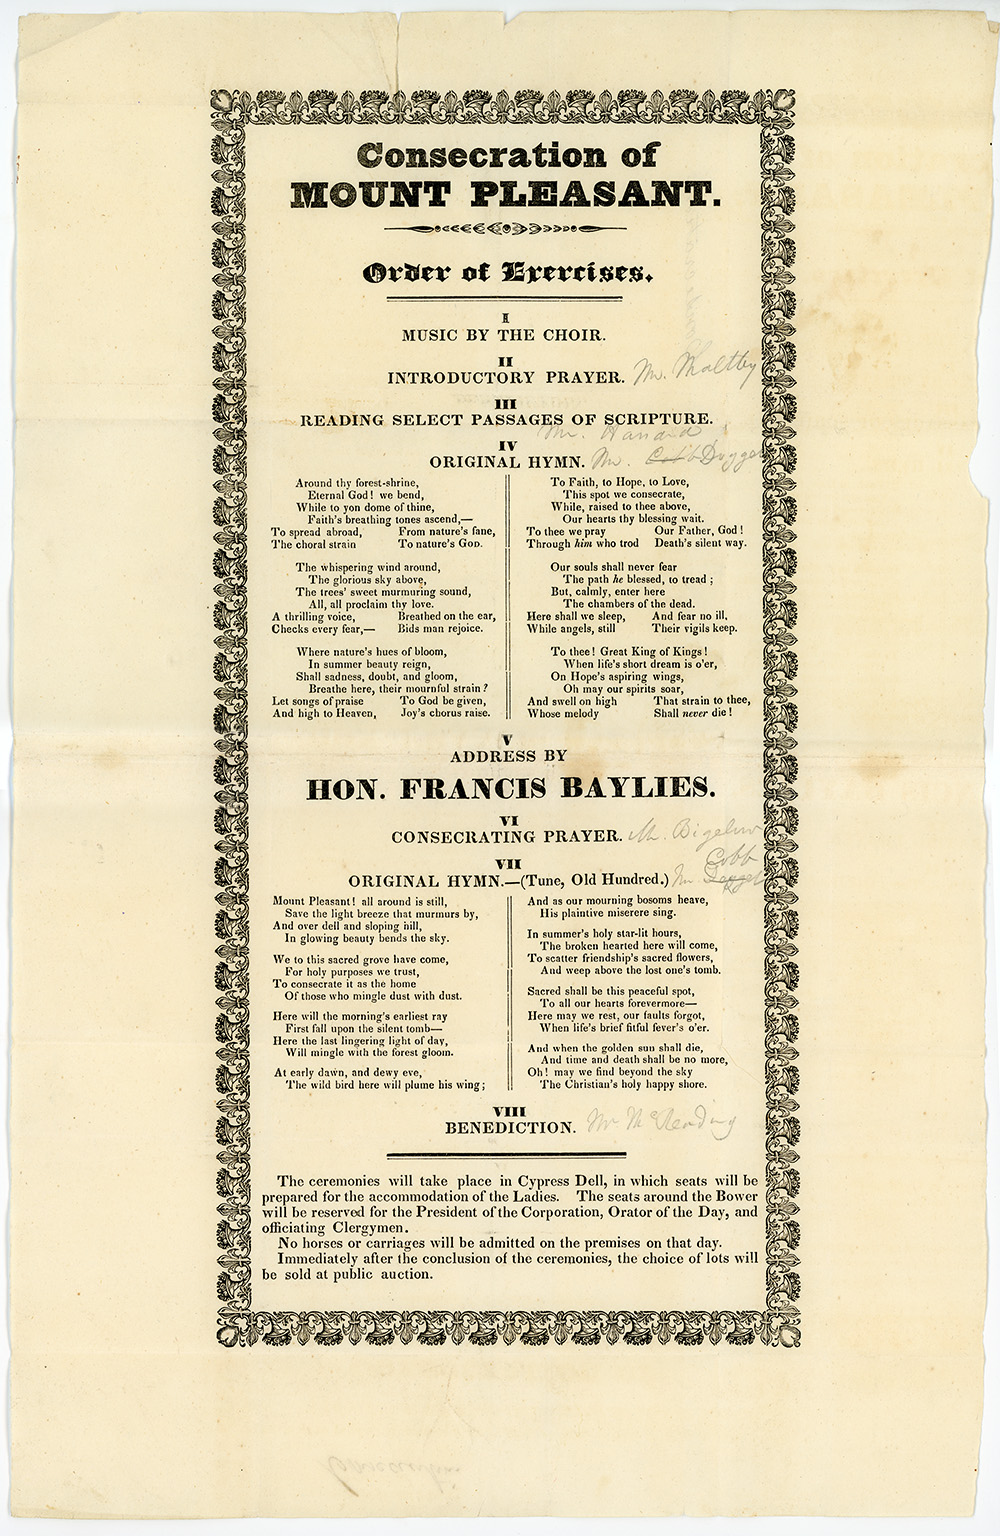 Consecration of
MOUNT PLEASANT.
Order of Exercises.
I
MUSIC BY THE CHOIR.
II
INTRODUCTORY PRAYER. Mr. Maltby
III
READING SELECT PASSAGES OF SCRIPTURE.
Mr.
IV
ORIGINAL HYMN. Mr. Cobb Dogget
Around thy forest-shrine,
Eternal God! we bend,
While to yon dome of thine,
Faith's breathing tones ascend,—
To spread abroad, From nature's fane,
The choral strain To nature's GOD.
The whispering wind around,
The glorious sky above,
The trees' sweet murmuring sound,
All, all proclaim thy love.
A thrilling voice, Breathed on the ear,
Checks every fear,— Bids man rejoice.
Where nature's hues of bloom,
In summer beauty reign,
Shall sadness, doubt, and gloom,
Breathe here, their mournful strain?
Let songs of praise To God be given,
And high to Heaven, Joy's chorus raise.
To Faith, to Hope, to Love,
This spot we consecrate,
While, raised to thee above,
Our hearts thy blessing wait.
To thee we pray Our Father, God!
Through him who trod Death's silent way.
Our souls shall never fear
The path he blessed, to tread;
But, calmly, enter here
The chambers of the dead.
Here shall we sleep, And fear no ill,
While angels, still Their vigils keep.
To thee! Great King of Kings!
When life's short dream is o'er,
On Hope's aspiring wings,
Oh may our spirits soar,
And swell on high That strain to thee,
Whose melody Shall never die!
V
ADDRESS BY
HON. FRANCIS BAYLIES.
VI
CONSECRATING PRAYER. Mr. Bigelow
VII
Cobb
ORIGINAL HYMN.—(Tune, Old Hundred.) Mr. Dogget
Mount Pleasant! all around is still,
Save the light breeze that murmurs by,
And over dell and sloping hill,
In glowing beauty bends the sky.
We to this sacred grove have come,
For holy purposes we trust,
To consecrate it as the home
Of those who mingle dust with dust.
Here will the morning's earliest ray
First fall upon the silent tomb—
Here the last lingering light of day,
Will mingle with the forest gloom.
At early dawn, and dewy eve,
The wild bird here will plume his wing;
And as our mourning bosoms heave,
His plaintive miserere sing.
In summer's holy star-lit hours,
The broken hearted here will come,
To scatter friendship's sacred flowers,
And weep above the lost one's tomb.
Sacred shall be this peaceful spot,
To all our hearts forevermore—
Here may we rest, our faults forgot,
When life's brief fitful fever's o'er.
And when the golden sun shall die,
And time and death shall be no more,
Oh! may we find beyond the sky
The Christian's holy happy shore.
VIII
BENEDICTION. Mr
The ceremonies will take place in Cypress Dell, in which seats will be
prepared for the accommodation of the Ladies. The seats around the Bower
will be reserved for the President of the Corporation, Orator of the Day, and
officiating Clergymen.
No horses or carriages will be admitted on the premises on that day.
Immediately after the conclusion of the ceremonies, the choice of lots will
be sold at public auction.